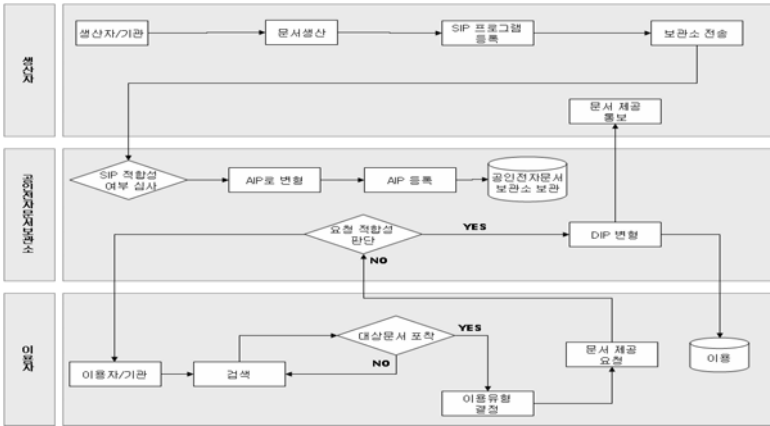 생산자
생산자/기관
문서생산
SIP 프로그램
등록
보관소 전송
문서 제공
통보
공인전자문서보관소
SIP 적합성
여부 심사
AIP로 변형
AIP 등록
공인전자문서
보관소 보관
요청 적합성
판단
YES
DIP 변형
NO
이용자
이용자/기관
검색
대상문서 포착
YES
NO
이용유형
결정
문서 제공
요청
이용